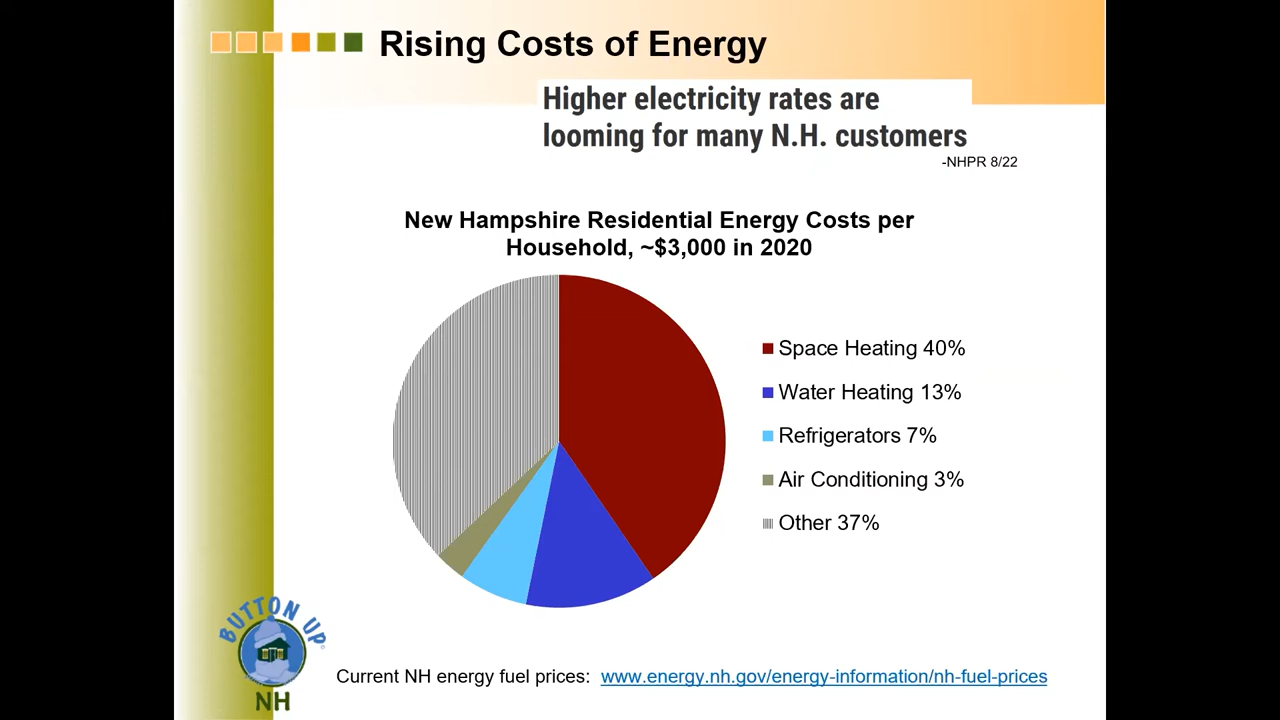 Rising Costs of Energy
Higher electricity rates are
looming for many N.H. customers
-NHPR 8/22
New Hampshire Residential Energy Costs per
Household, ~$3,000 in 2020
Space Heating 40%
Water Heating 13%
Refrigerators 7%
Air Conditioning 3%
Other 37%
BUTTON UP
NH
Current NH energy fuel prices: www.energy.nh.gov/energy-information/nh-fuel-prices